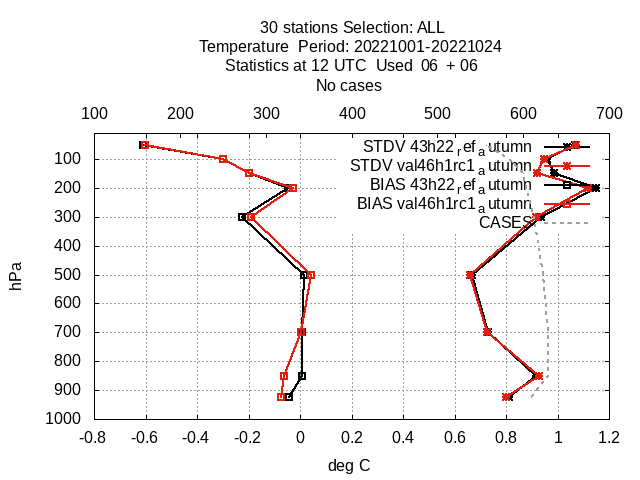 30 stations Selection: ALL
Temperature  Period: 20221001-20221024
Statistics at 12 UTC  Used  06  + 06
No cases
100 200 300 340 500 600 700
STDV 43h22ref_autumn
STDV val46h1rc1_autumn
BIAS 43h22ref_autumn
BIAS val46h1rc1_autumn
CASES
hPa
100
200
300
400
500
600
700
800
900
1000
-0.8 -0.6 -0.4 -0.2 0 0.2 0.4 0.6 0.8 1 1.2
deg C